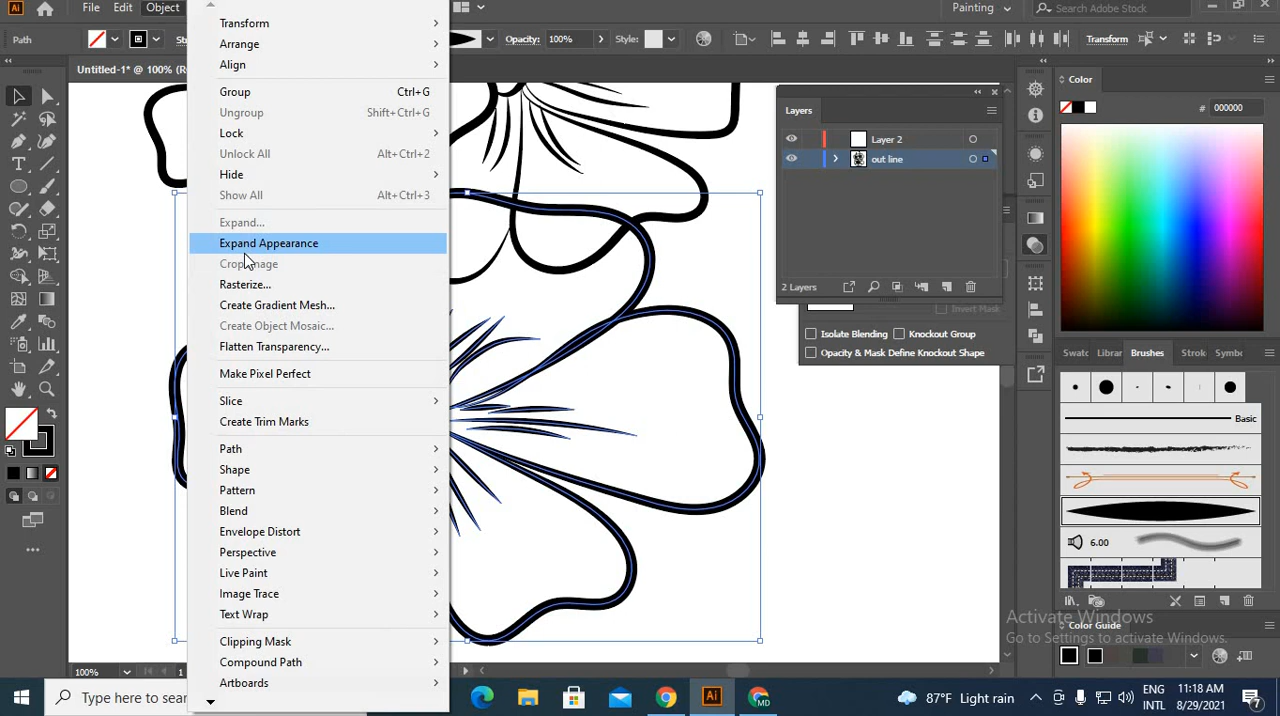 Ai File Edit Object Painting Search Adobe Stock
Path Opacity: 100% Style: Transform
Untitled-1* @ 100% (R
Transform
Arrange
Align
Group Ctrl+G
Ungroup Shift+Ctrl+G
Lock
Unlock All Alt+Ctrl+2
Hide
Show All Alt+Ctrl+3
Expand...
Expand Appearance
Crop Image
Rasterize...
Create Gradient Mesh...
Create Object Mosaic...
Flatten Transparency...
Make Pixel Perfect
Slice
Create Trim Marks
Path
Shape
Pattern
Blend
Envelope Distort
Perspective
Live Paint
Image Trace
Text Wrap
Clipping Mask
Compound Path
Artboards
Layers
Layer 2
out line
2 Layers
Invert Mask
Isolate Blending Knockout Group
Opacity & Mask Define Knockout Shape
Color
# 000000
Swatc Librar Brushes Strok Symbc
Basic
6.00
Color Guide
Activate Windows
Go to Settings to activate Windows.
100% 1
Type here to sear
Ai MD 87°F Light rain ENG INTL 11:18 AM 8/29/2021 7